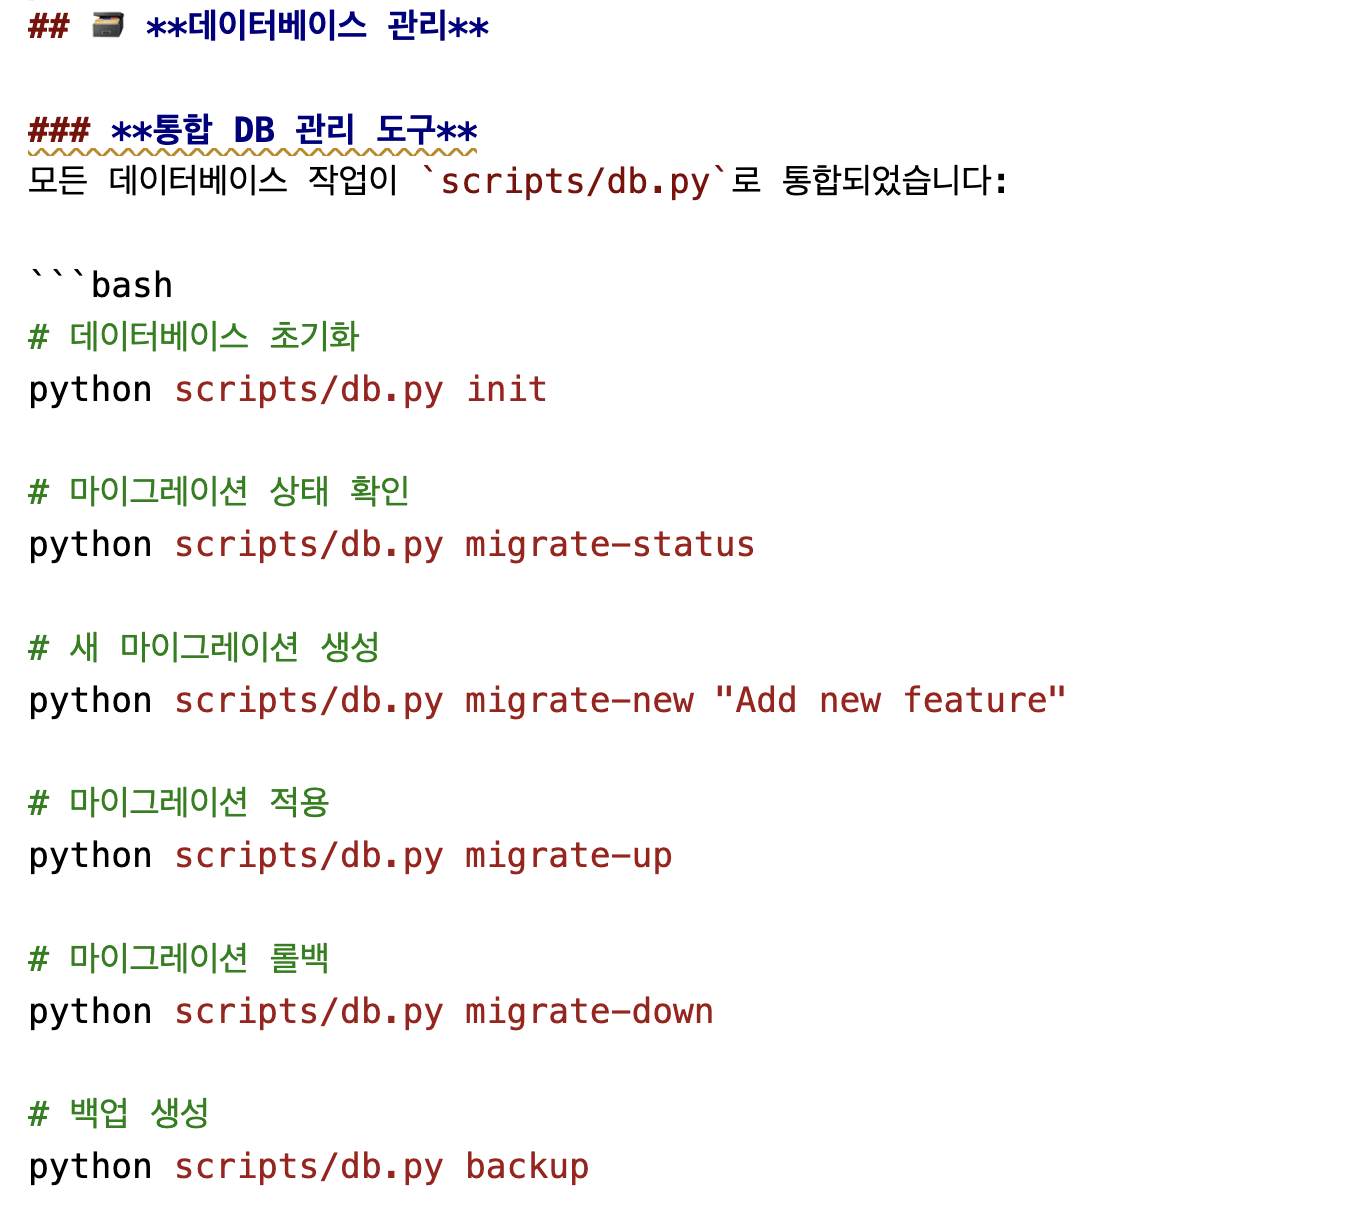 ## 🗃️ **데이터베이스 관리**
### **통합 DB 관리 도구**
모든 데이터베이스 작업이 `scripts/db.py`로 통합되었습니다:
```bash
# 데이터베이스 초기화
python scripts/db.py init
# 마이그레이션 상태 확인
python scripts/db.py migrate-status
# 새 마이그레이션 생성
python scripts/db.py migrate-new "Add new feature"
# 마이그레이션 적용
python scripts/db.py migrate-up
# 마이그레이션 롤백
python scripts/db.py migrate-down
# 백업 생성
python scripts/db.py backup